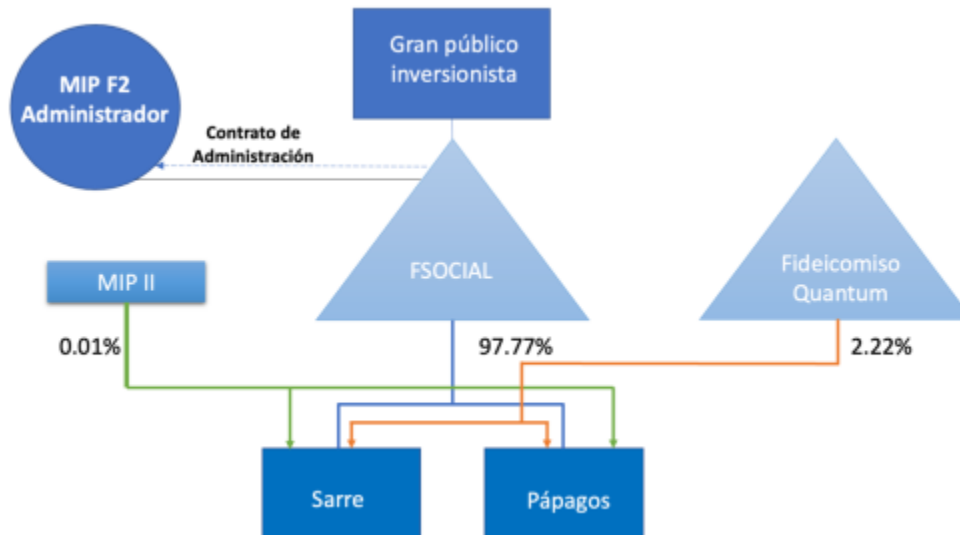 Gran público
inversionista
MIP F2
Administrador
Contrato de
Administración
FSOCIAL
Fideicomiso
Quantum
MIP II
0.01%
97.77%
2.22%
Sarre
Pápagos